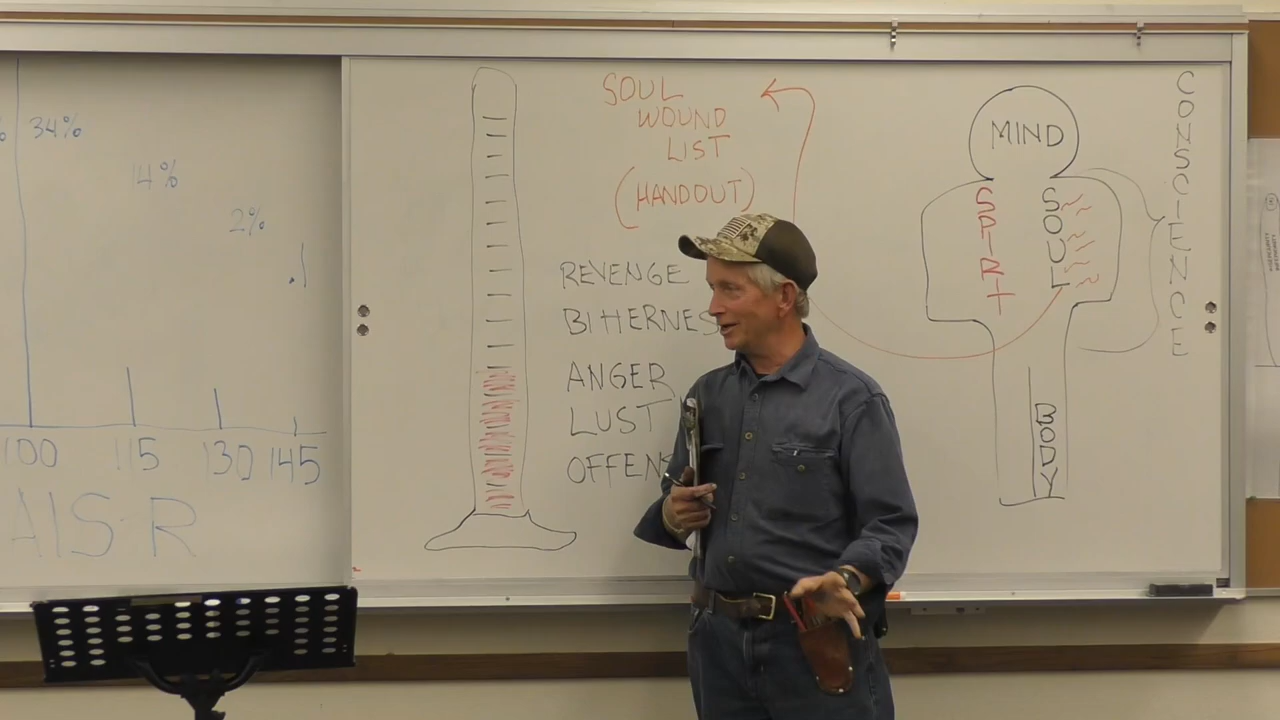 34%
14%
2%
.1
100
115
130
145
SOUL
WOUND
LIST
(HANDOUT)
REVENGE
BITTERNES
ANGER
LUST
OFFENS
MIND
SPIRIT
SOUL
BODY
CONSCIENCE